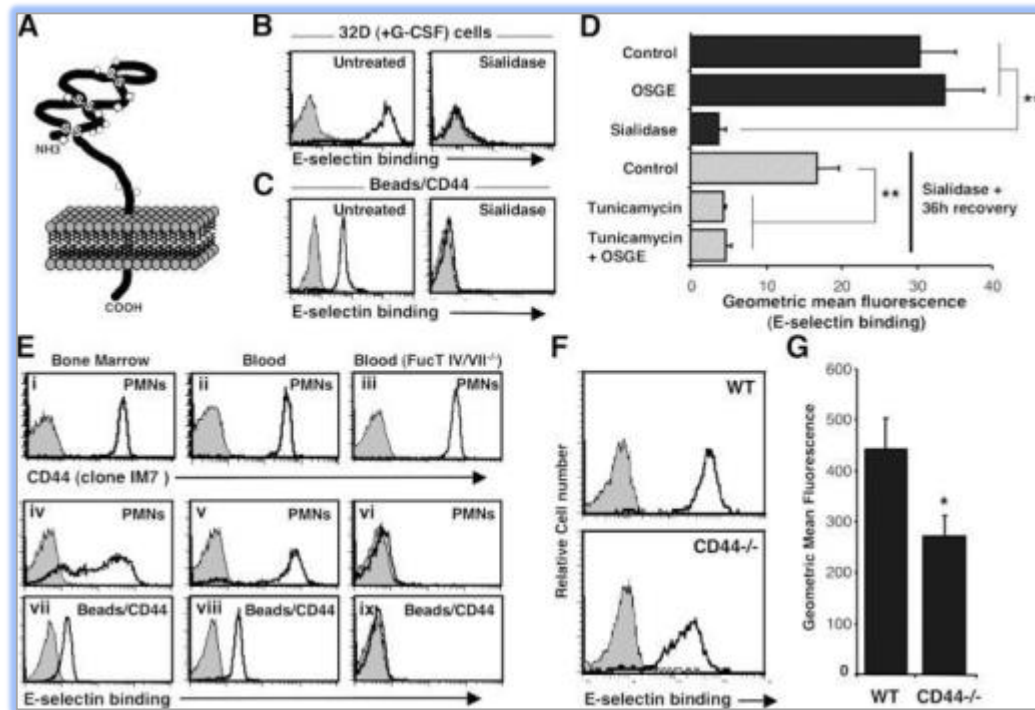 A
NH3
COOH
B
32D (+G-CSF) cells
Untreated
Sialidase
E-selectin binding
C
Beads/CD44
Untreated
Sialidase
E-selectin binding
D
Control
OSGE
Sialidase
Control
Tunicamycin
Tunicamycin
+ OSGE
**
**
Sialidase +
36h recovery
0 10 20 30 40
Geometric mean fluorescence
(E-selectin binding)
E
Bone Marrow
Blood
Blood (FucT IV/VII-/-)
i PMNs
ii PMNs
iii PMNs
CD44 (clone IM7 )
iv PMNs
v PMNs
vi PMNs
vii Beads/CD44
viii Beads/CD44
ix Beads/CD44
E-selectin binding
F
WT
CD44-/-
Relative Cell number
E-selectin binding
G
Geometric Mean Fluorescence
600
500
400
300
200
100
0
*
WT CD44-/-